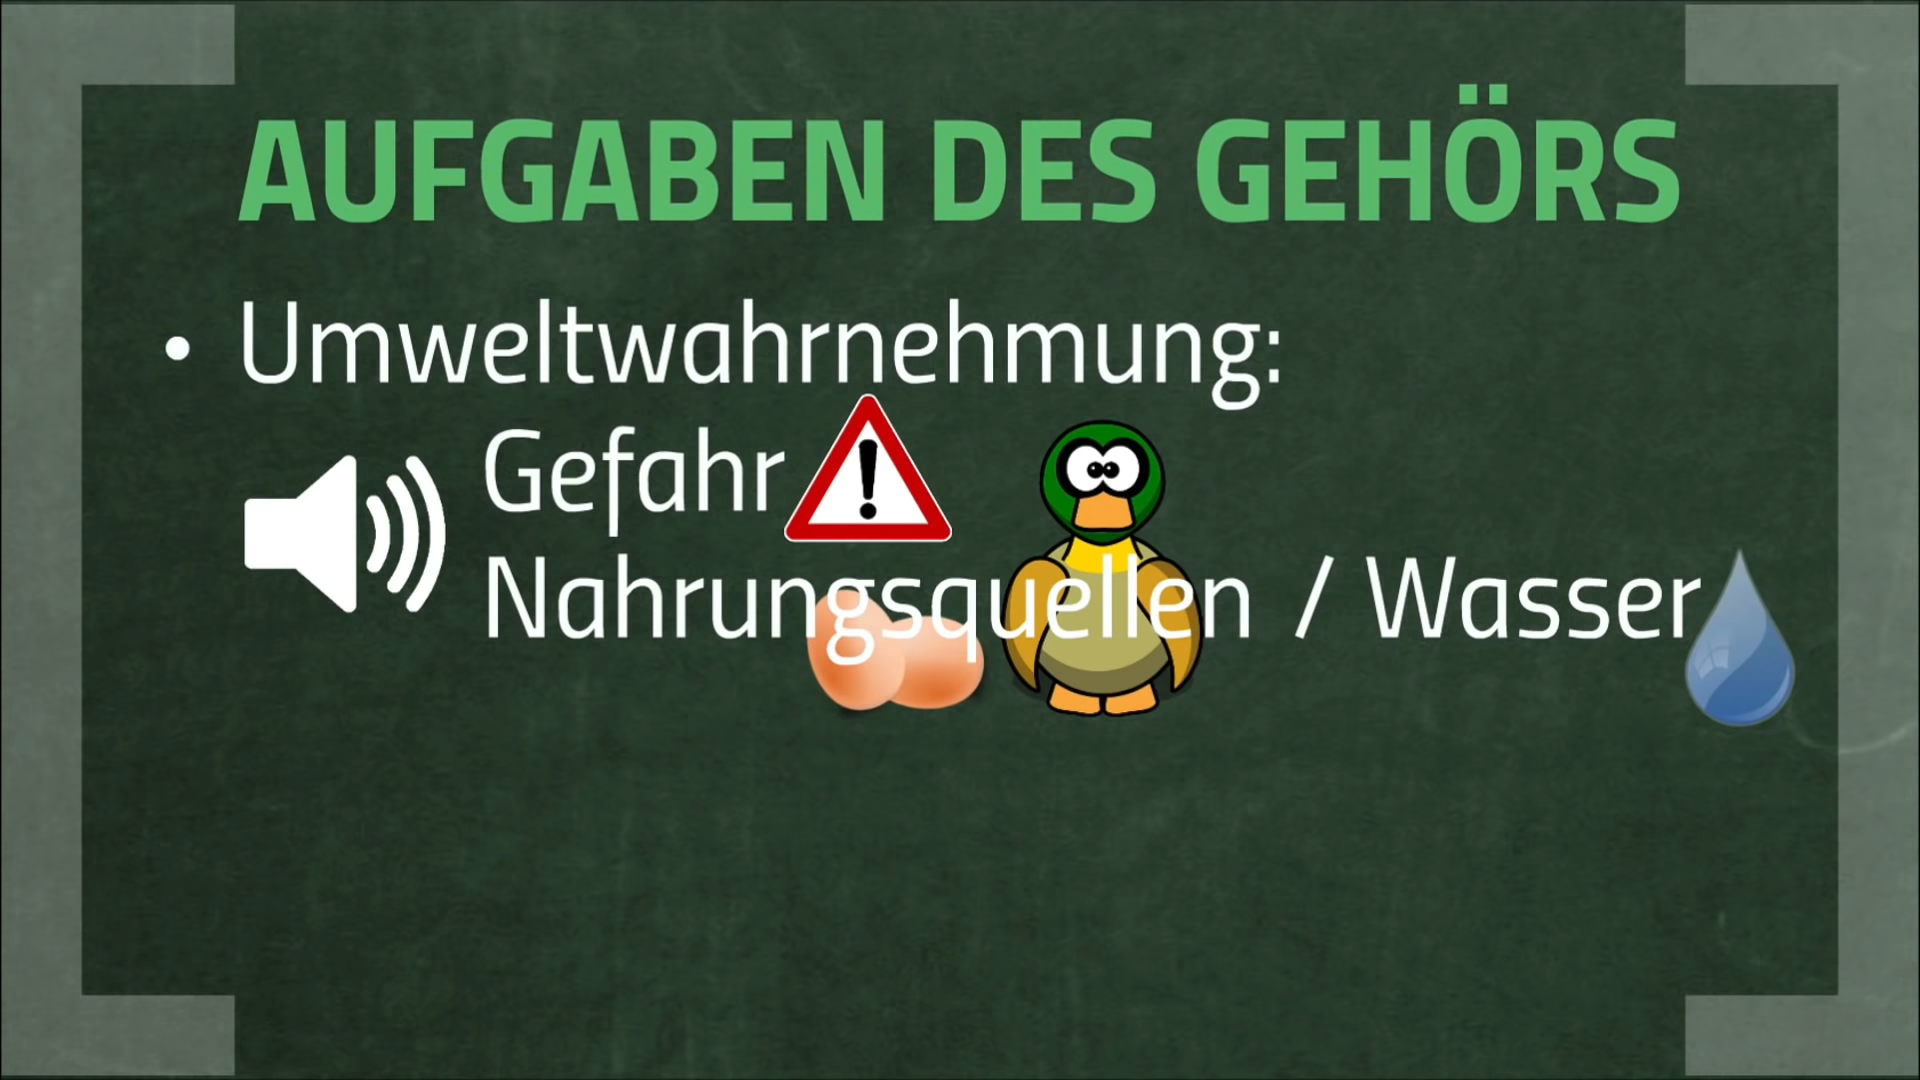 AUFGABEN DES GEHÖRS
• Umweltwahrnehmung:
Gefahr
Nahrungsquellen / Wasser